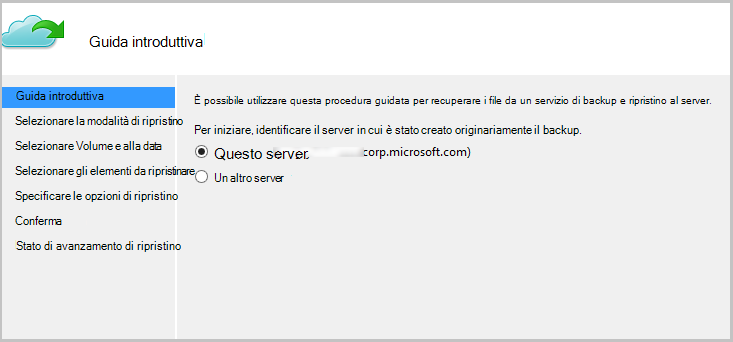 Guida introduttiva
Guida introduttiva
Selezionare la modalità di ripristino
Selezionare Volume e alla data
Selezionare gli elementi da ripristinare
Specificare le opzioni di ripristino
Conferma
Stato di avanzamento di ripristino
È possibile utilizzare questa procedura guidata per recuperare i file da un servizio di backup e ripristino al server.
Per iniziare, identificare il server in cui è stato creato originariamente il backup.
Questo server corp.microsoft.com)
Un altro server